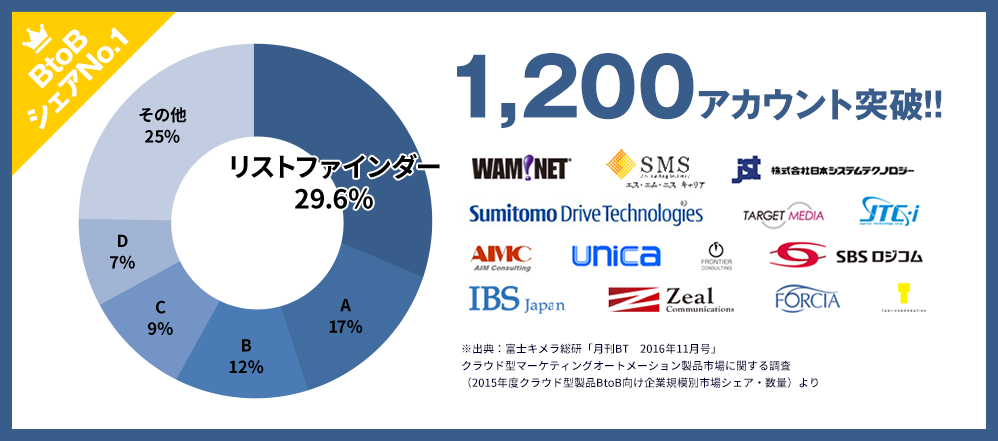 BtoB
シェアNo.1
その他
25%
リストファインダー
29.6%
D
7%
C
9%
B
12%
A
17%
1,200アカウント突破!!
WAM!NET
SMS
エス・エム・エス キャリア
jst 株式会社日本システムテクノロジー
Sumitomo Drive Technologies
TARGET MEDIA
JTC-i
AIMC
AIM Consulting
unica
FRONTIER
CONSULTING
SBS ロジコム
IBS Japan
Zeal
Communications
FORCIA
T
※出典：富士キメラ総研「月刊BT　2016年11月号」
クラウド型マーケティングオートメーション製品市場に関する調査
（2015年度クラウド型製品BtoB向け企業規模別市場シェア・数量）より